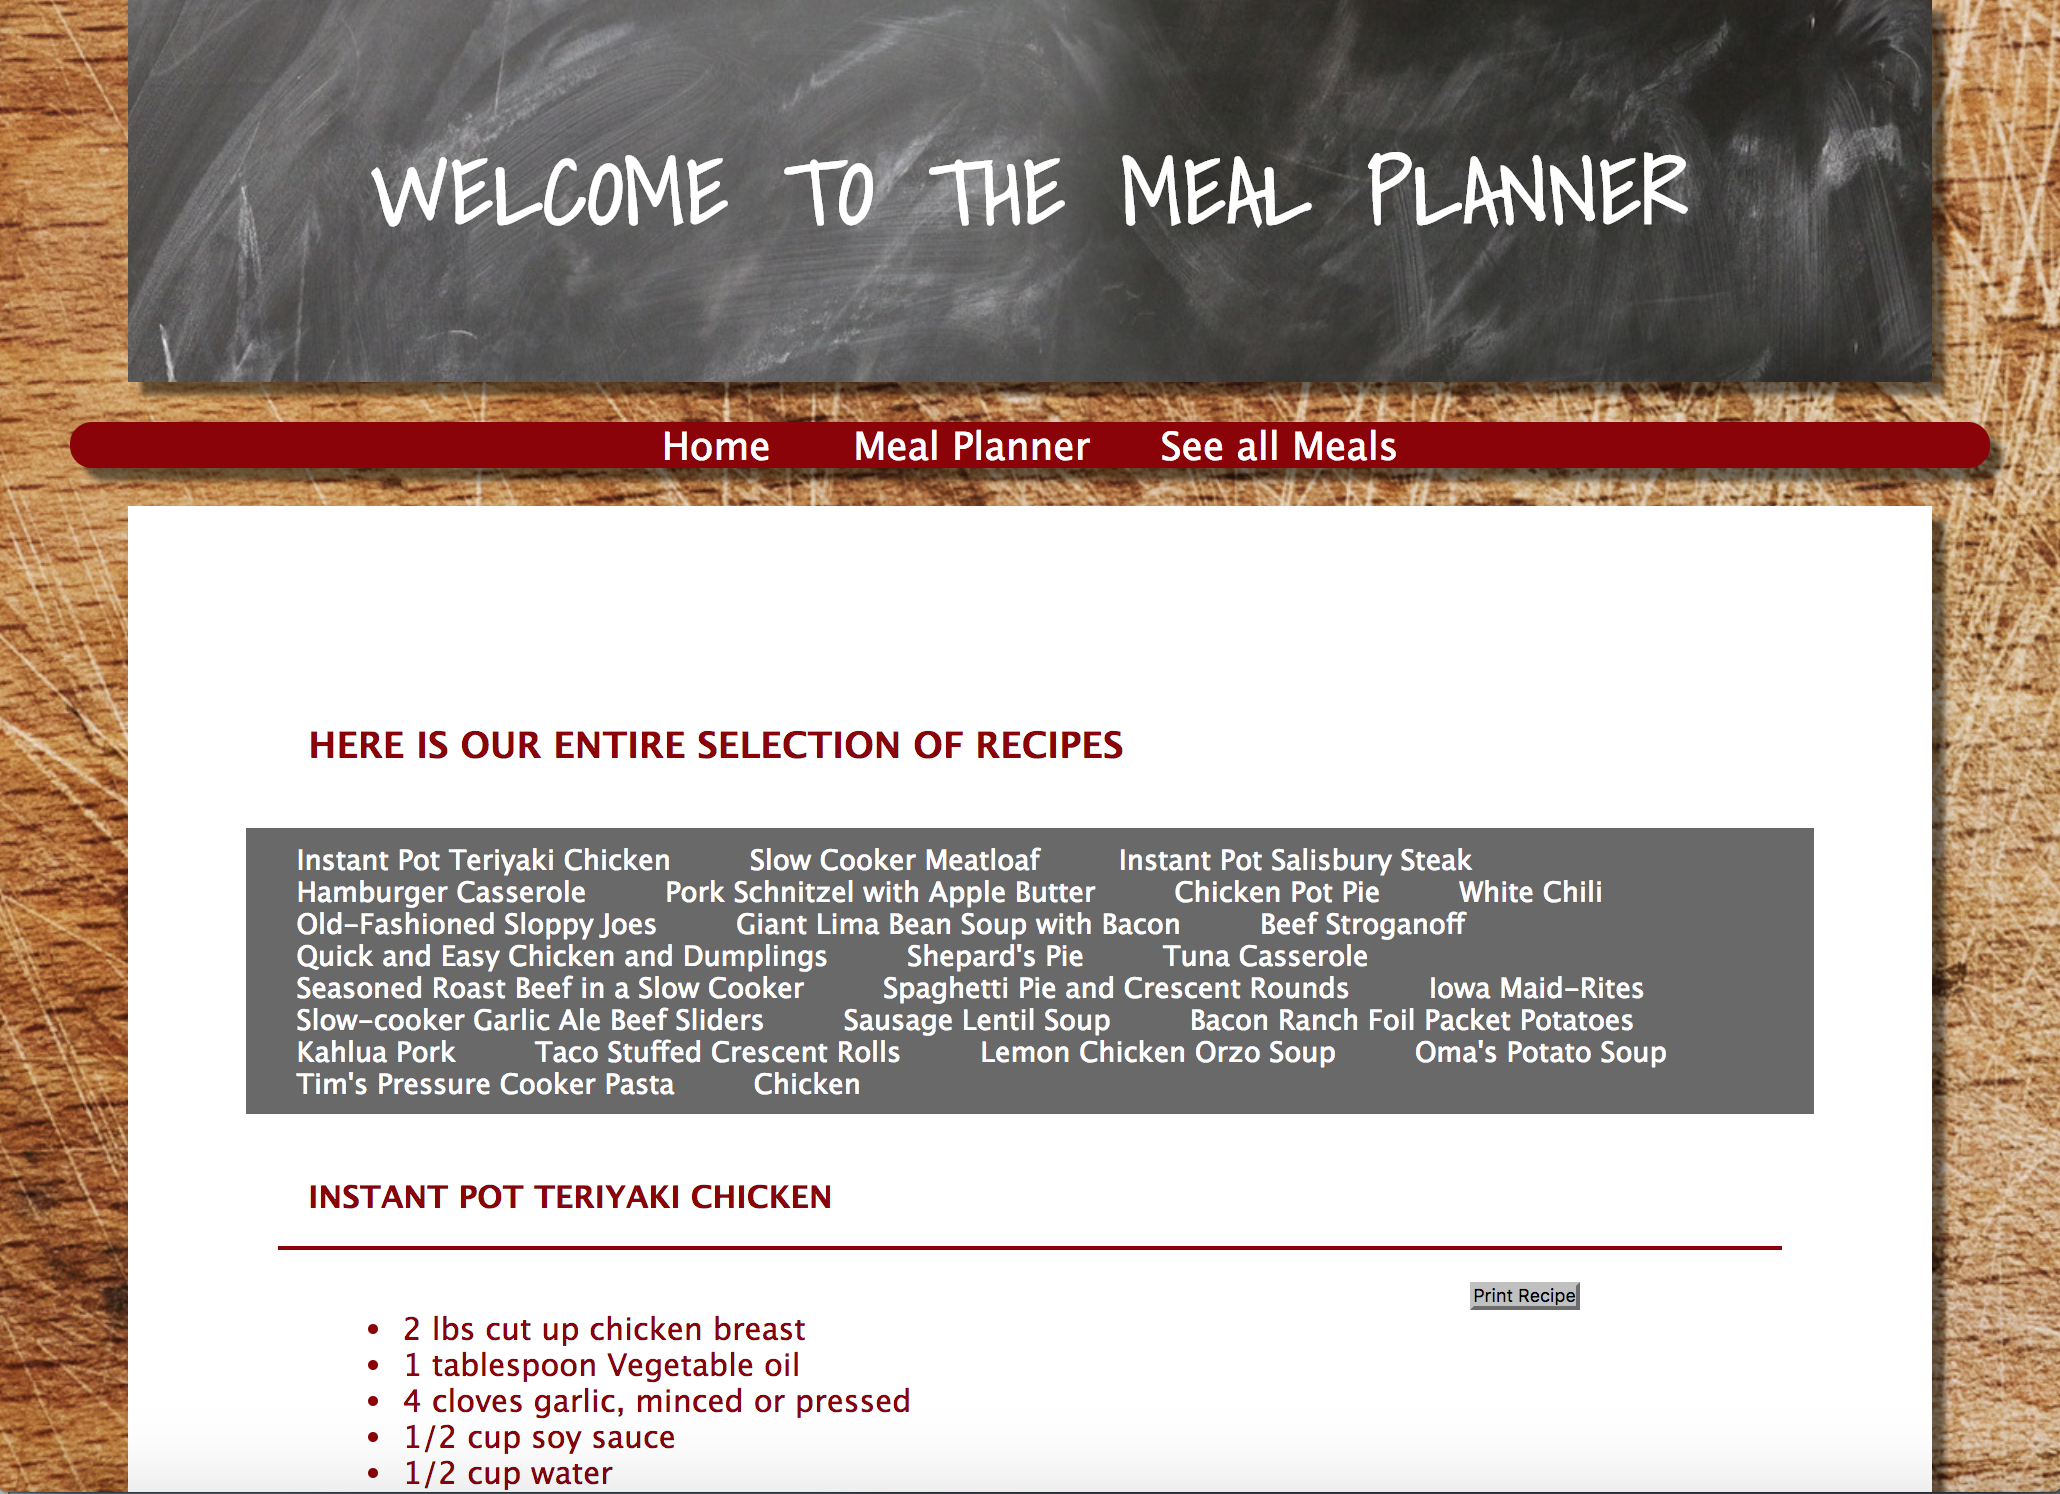 WELCOME TO THE MEAL PLANNER
Home Meal Planner See all Meals
HERE IS OUR ENTIRE SELECTION OF RECIPES
Instant Pot Teriyaki Chicken Slow Cooker Meatloaf Instant Pot Salisbury Steak
Hamburger Casserole Pork Schnitzel with Apple Butter Chicken Pot Pie White Chili
Old-Fashioned Sloppy Joes Giant Lima Bean Soup with Bacon Beef Stroganoff
Quick and Easy Chicken and Dumplings Shepard's Pie Tuna Casserole
Seasoned Roast Beef in a Slow Cooker Spaghetti Pie and Crescent Rounds Iowa Maid-Rites
Slow-cooker Garlic Ale Beef Sliders Sausage Lentil Soup Bacon Ranch Foil Packet Potatoes
Kahlua Pork Taco Stuffed Crescent Rolls Lemon Chicken Orzo Soup Oma's Potato Soup
Tim's Pressure Cooker Pasta Chicken
INSTANT POT TERIYAKI CHICKEN
Print Recipe
• 2 lbs cut up chicken breast
• 1 tablespoon Vegetable oil
• 4 cloves garlic, minced or pressed
• 1/2 cup soy sauce
• 1/2 cup water